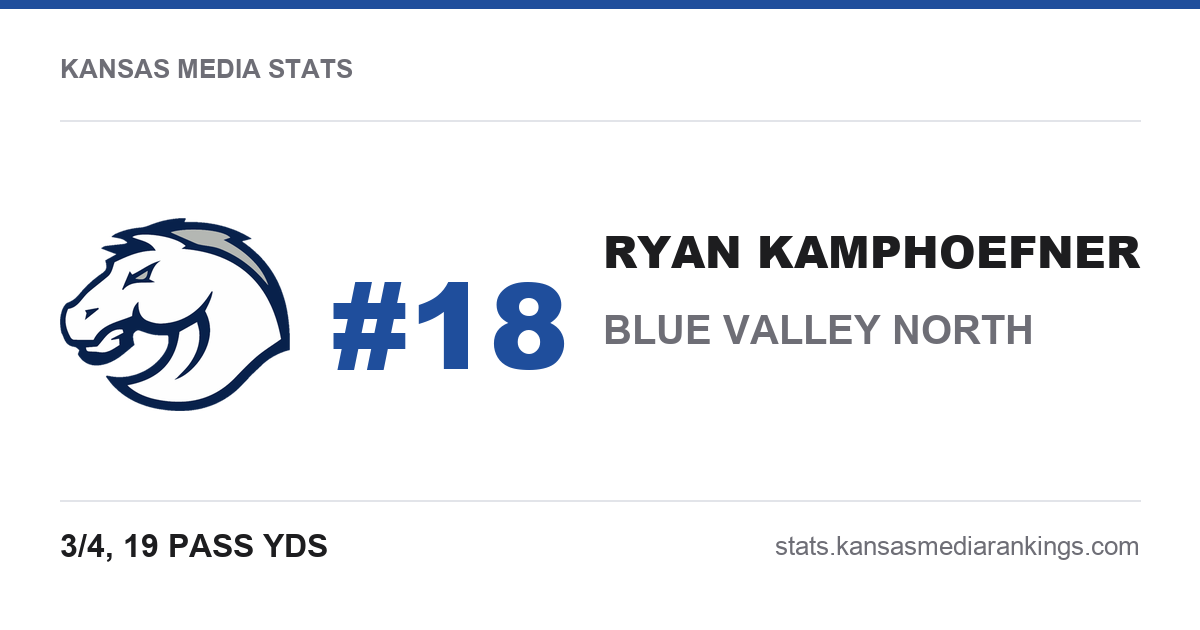 KANSAS MEDIA STATS
#18
RYAN KAMPHOEFNER
BLUE VALLEY NORTH
3/4, 19 PASS YDS
stats.kansasmediarankings.com